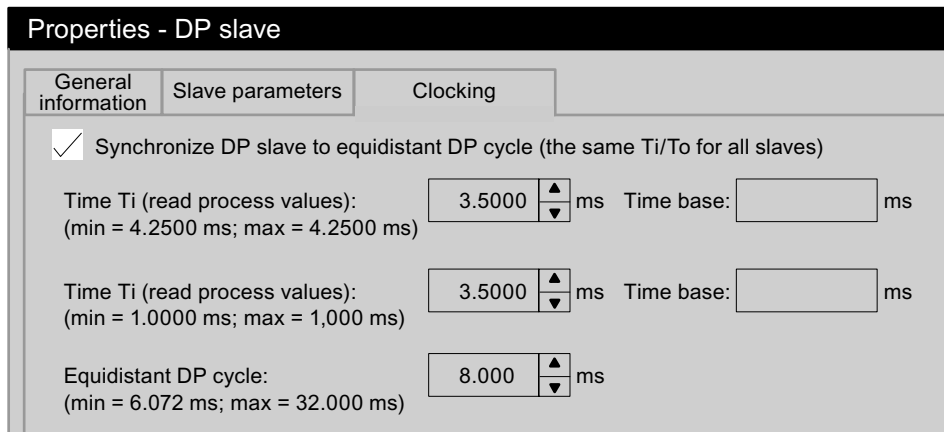 Properties - DP slave
General
information
Slave parameters
Clocking
Synchronize DP slave to equidistant DP cycle (the same Ti/To for all slaves)
Time Ti (read process values): 3.5000 ms Time base: ms
(min = 4.2500 ms; max = 4.2500 ms)
Time Ti (read process values): 3.5000 ms Time base: ms
(min = 1.0000 ms; max = 1,000 ms)
Equidistant DP cycle: 8.000 ms
(min = 6.072 ms; max = 32.000 ms)